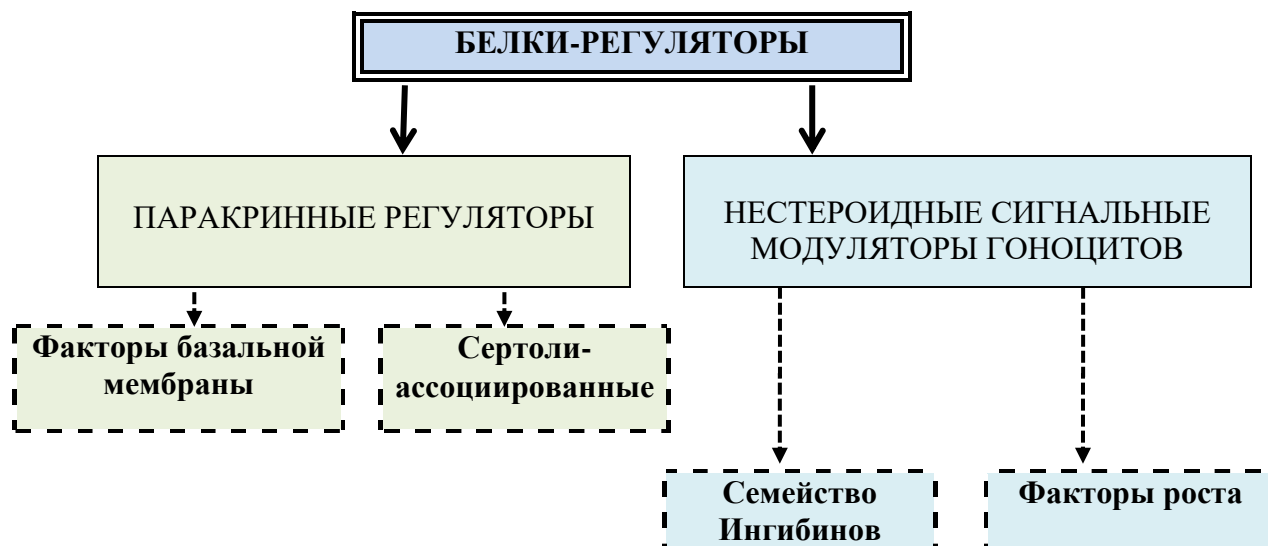 БЕЛКИ-РЕГУЛЯТОРЫ
ПАРАКРИННЫЕ РЕГУЛЯТОРЫ
НЕСТЕРОИДНЫЕ СИГНАЛЬНЫЕ
МОДУЛЯТОРЫ ГОНОЦИТОВ
Факторы базальной
мембраны
Сертоли-
ассоциированные
Семейство
Ингибинов
Факторы роста